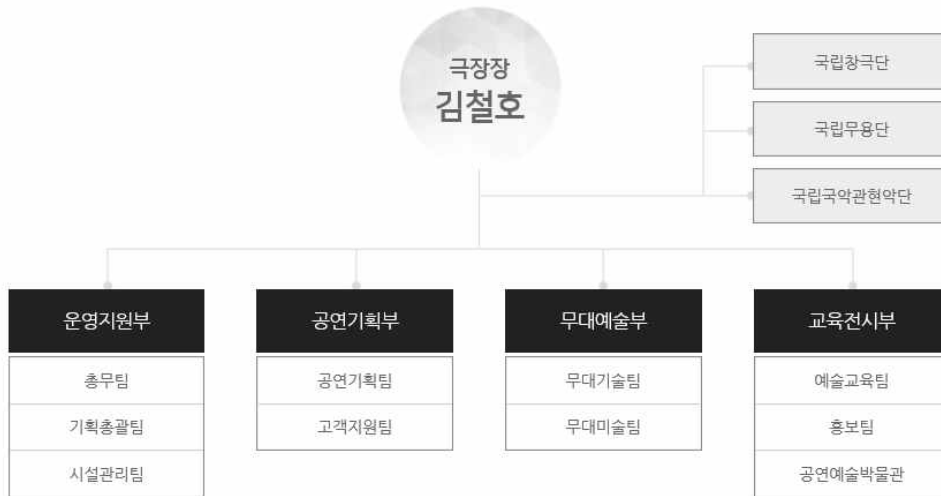 극장장
김철호
국립창극단
국립무용단
국립국악관현악단
운영지원부
총무팀
기획총괄팀
시설관리팀
공연기획부
공연기획팀
고객지원팀
무대예술부
무대기술팀
무대미술팀
교육전시부
예술교육팀
홍보팀
공연예술박물관